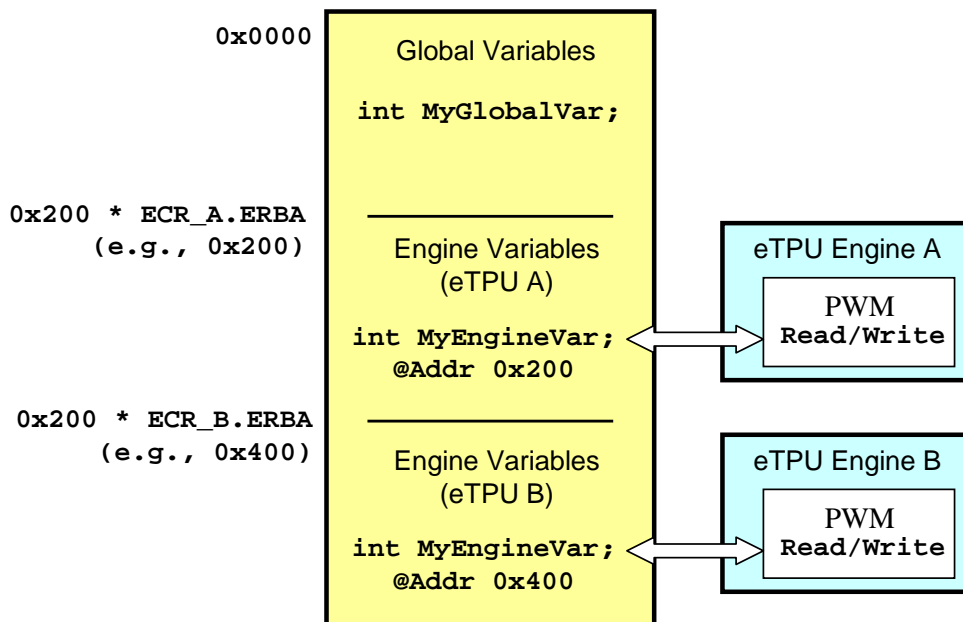 0x0000
Global Variables
int MyGlobalVar;
0x200 * ECR_A.ERBA
(e.g., 0x200)
Engine Variables
(eTPU A)
int MyEngineVar;
@Addr 0x200
eTPU Engine A
PWM
Read/Write
0x200 * ECR_B.ERBA
(e.g., 0x400)
Engine Variables
(eTPU B)
int MyEngineVar;
@Addr 0x400
eTPU Engine B
PWM
Read/Write